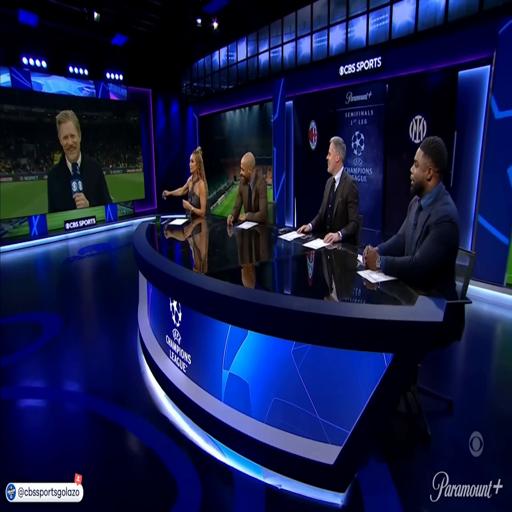 CBS SPORTS
Paramount+
SEMIFINALS
1ST LEG
CHAMPIONS
LEAGUE
CBS SPORTS
CHAMPIONS
LEAGUE
@cbssportsgolazo
Paramount+